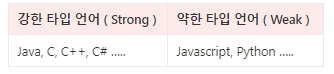 강한 타입 언어 ( Strong )
약한 타입 언어 ( Weak )
Java, C, C++, C# .....
Javascript, Python .....